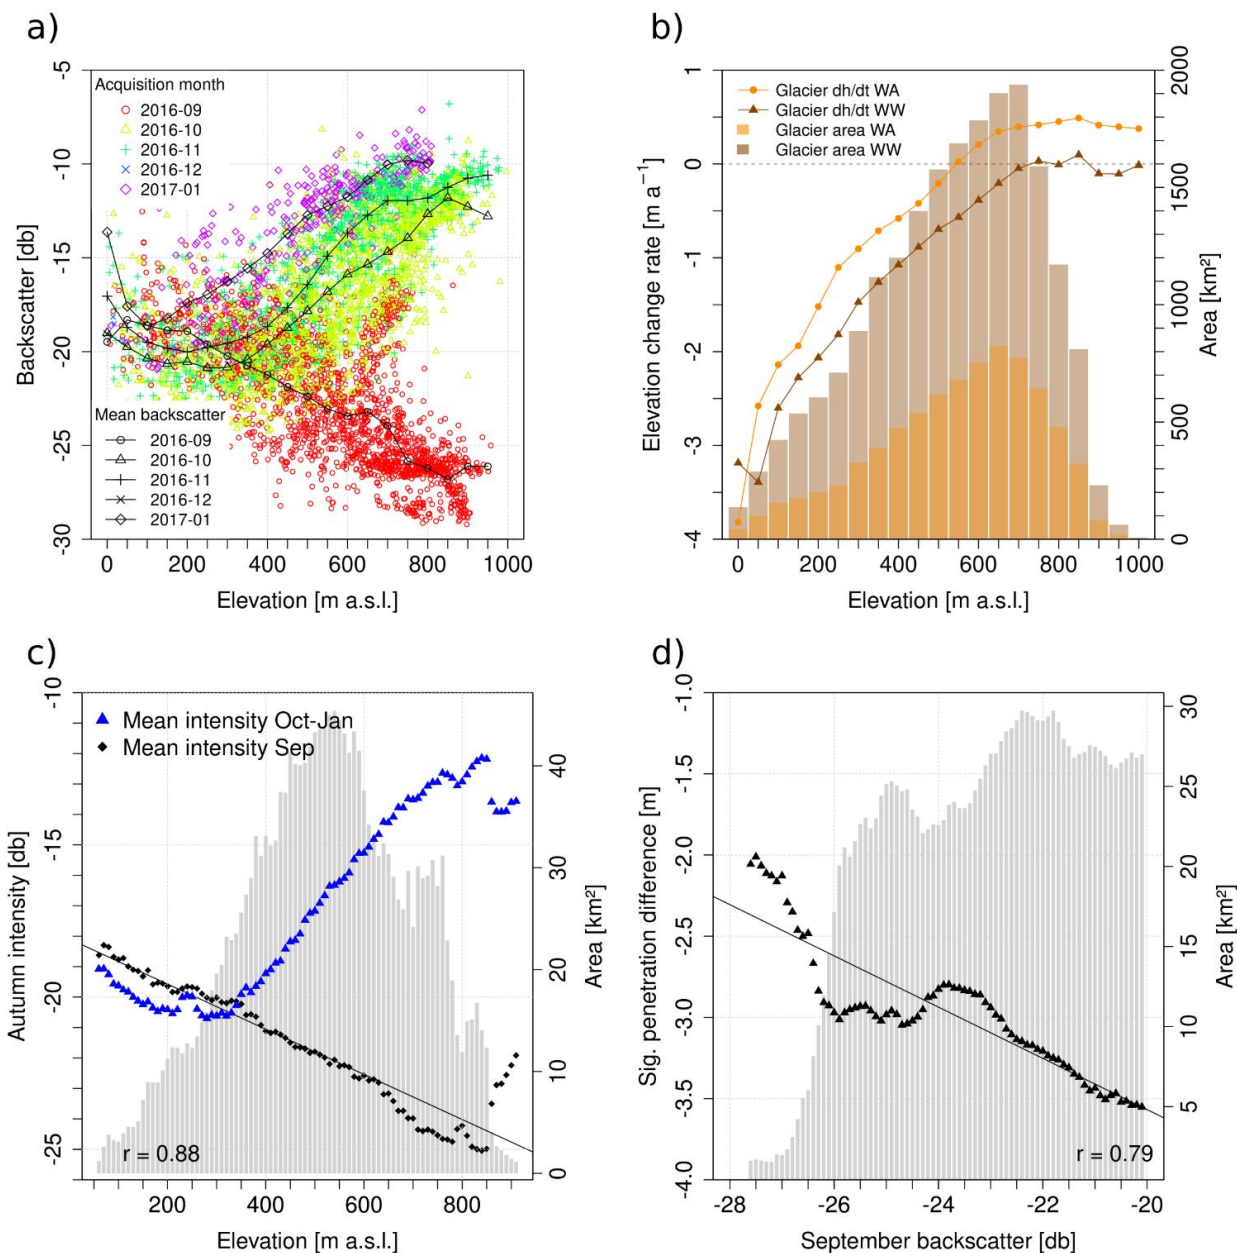 a)
-5
-10
-15
-20
-25
-30
Backscatter [db]
Acquisition month
2016-09
2016-10
2016-11
2016-12
2017-01
Mean backscatter
2016-09
2016-10
2016-11
2016-12
2017-01
0 200 400 600 800 1000
Elevation [m a.s.l.]
b)
1
0
-1
-2
-3
-4
Elevation change rate [m a⁻¹]
Glacier dh/dt WA
Glacier dh/dt WW
Glacier area WA
Glacier area WW
2000
1500
1000
500
0
Area [km²]
0 200 400 600 800 1000
Elevation [m a.s.l.]
c)
-10
-15
-20
-25
Autumn intensity [db]
Mean intensity Oct-Jan
Mean intensity Sep
r = 0.88
40
30
20
10
0
Area [km²]
200 400 600 800
Elevation [m a.s.l.]
d)
-1.0
-1.5
-2.0
-2.5
-3.0
-3.5
-4.0
Sig. penetration difference [m]
r = 0.79
30
25
20
15
10
5
Area [km²]
-28 -26 -24 -22 -20
September backscatter [db]